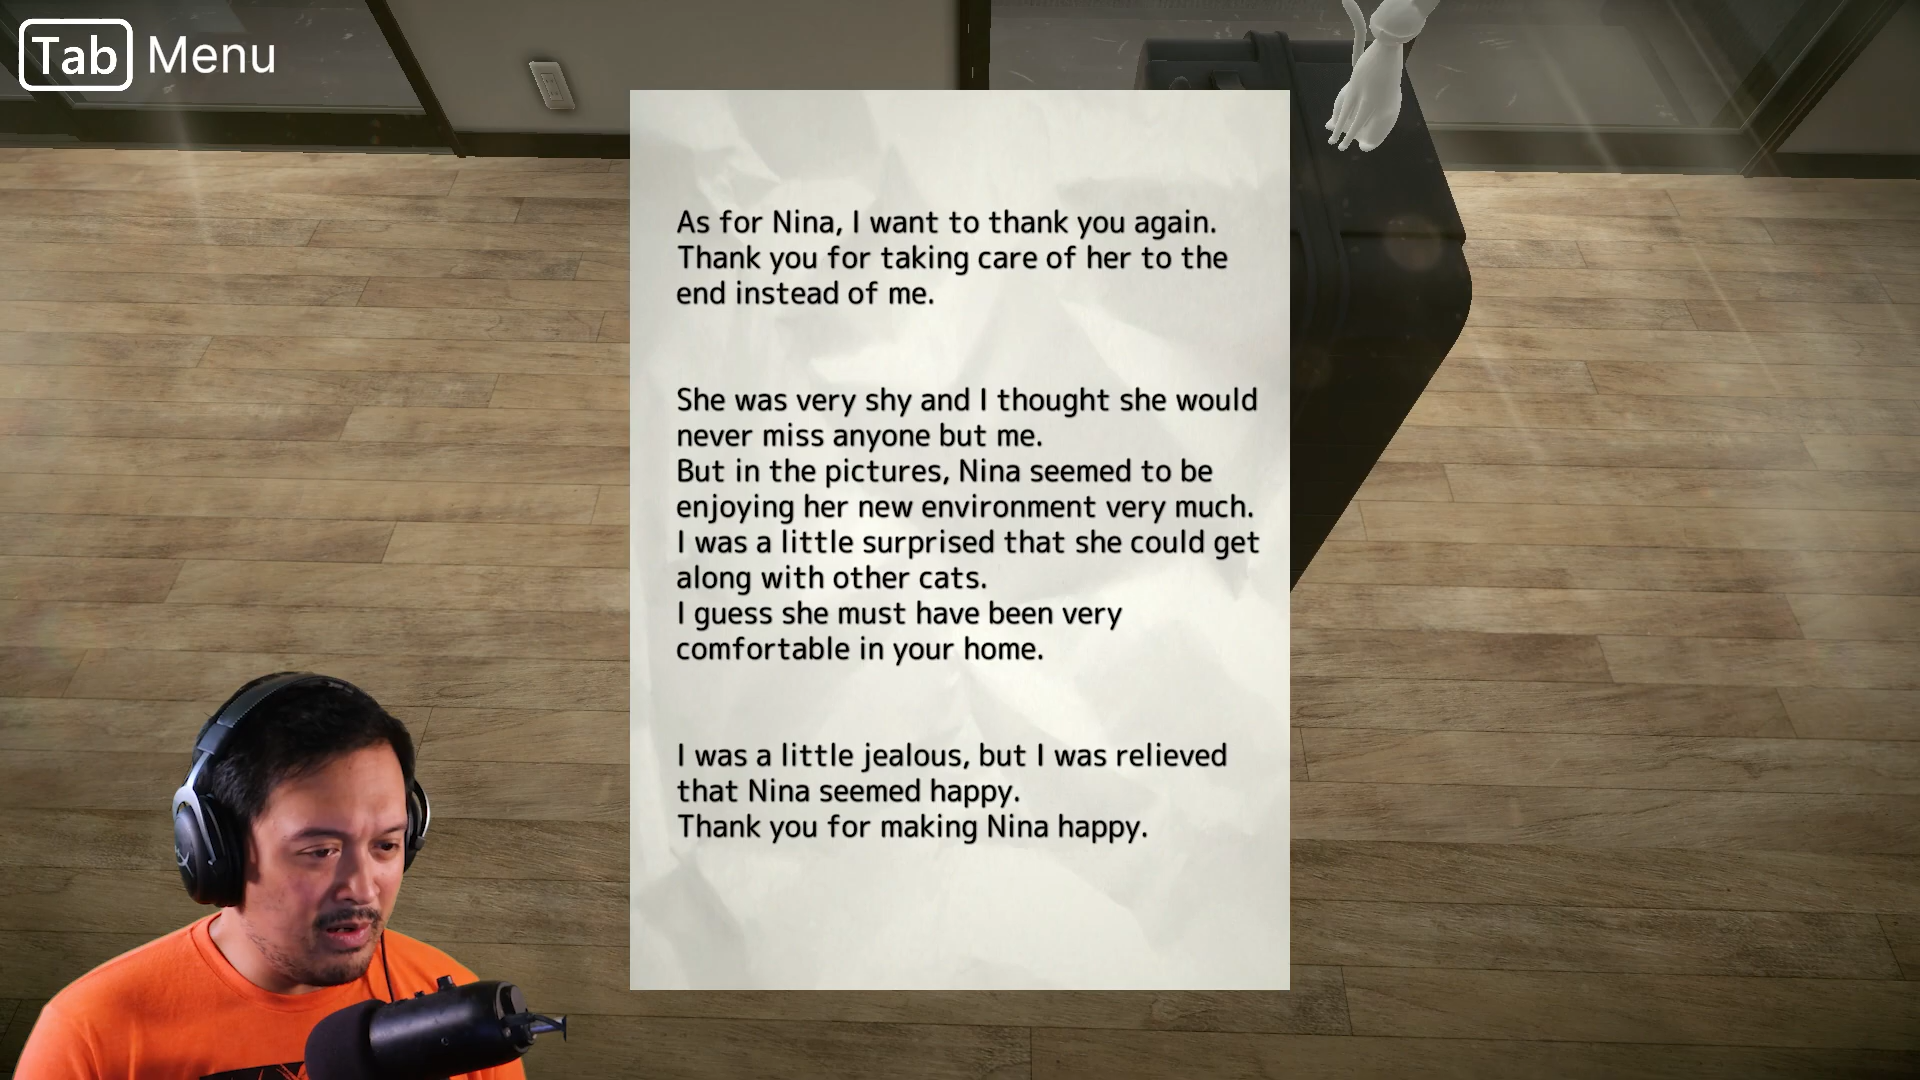 Tab Menu
As for Nina, I want to thank you again.
Thank you for taking care of her to the
end instead of me.
She was very shy and I thought she would
never miss anyone but me.
But in the pictures, Nina seemed to be
enjoying her new environment very much.
I was a little surprised that she could get
along with other cats.
I guess she must have been very
comfortable in your home.
I was a little jealous, but I was relieved
that Nina seemed happy.
Thank you for making Nina happy.